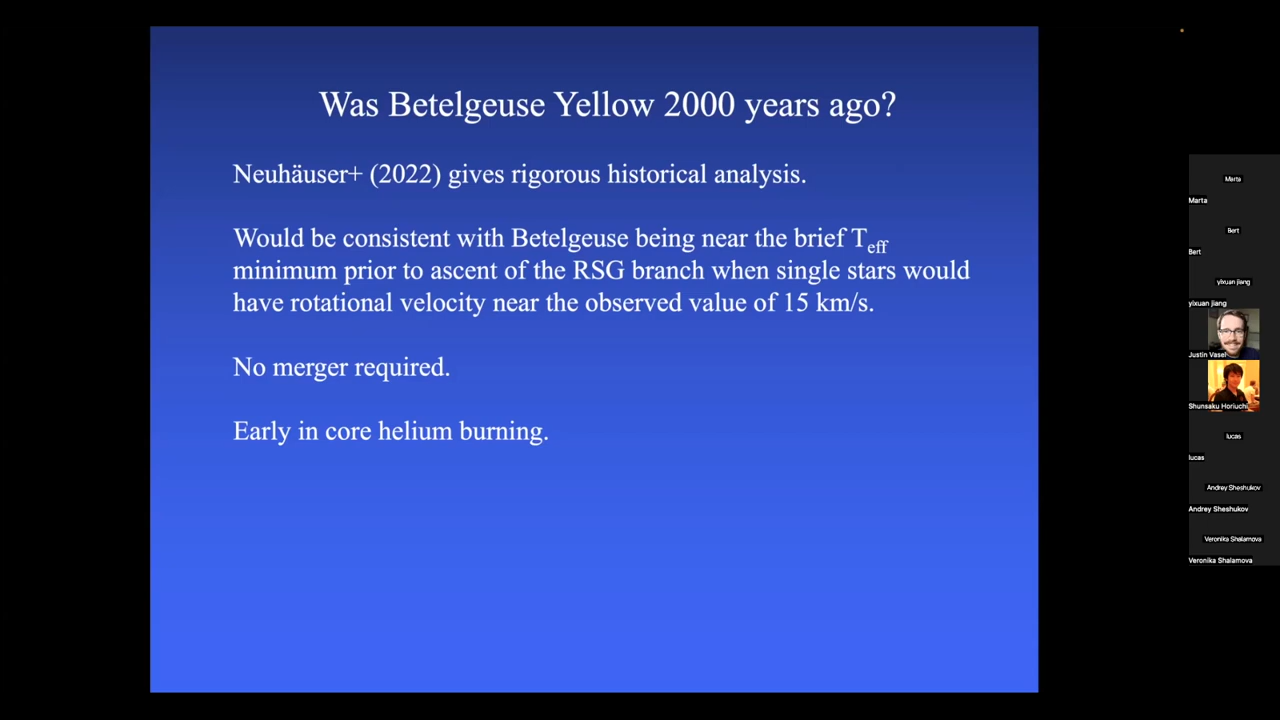 Was Betelgeuse Yellow 2000 years ago?
Neuhäuser+ (2022) gives rigorous historical analysis.
Would be consistent with Betelgeuse being near the brief Teff
minimum prior to ascent of the RSG branch when single stars would
have rotational velocity near the observed value of 15 km/s.
No merger required.
Early in core helium burning.
Marta
Marta
Bert
Bert
yixuan jiang
yixuan jiang
Justin Vasel
Shunsaku Horiuchi
lucas
lucas
Andrey Sheshukov
Andrey Sheshukov
Veronika Shalamova
Veronika Shalamova